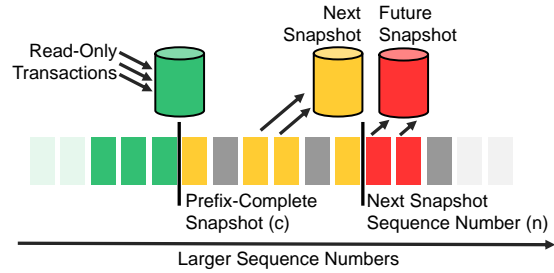 Read-Only
Transactions
Next
Snapshot
Future
Snapshot
Prefix-Complete
Snapshot (c)
Next Snapshot
Sequence Number (n)
Larger Sequence Numbers